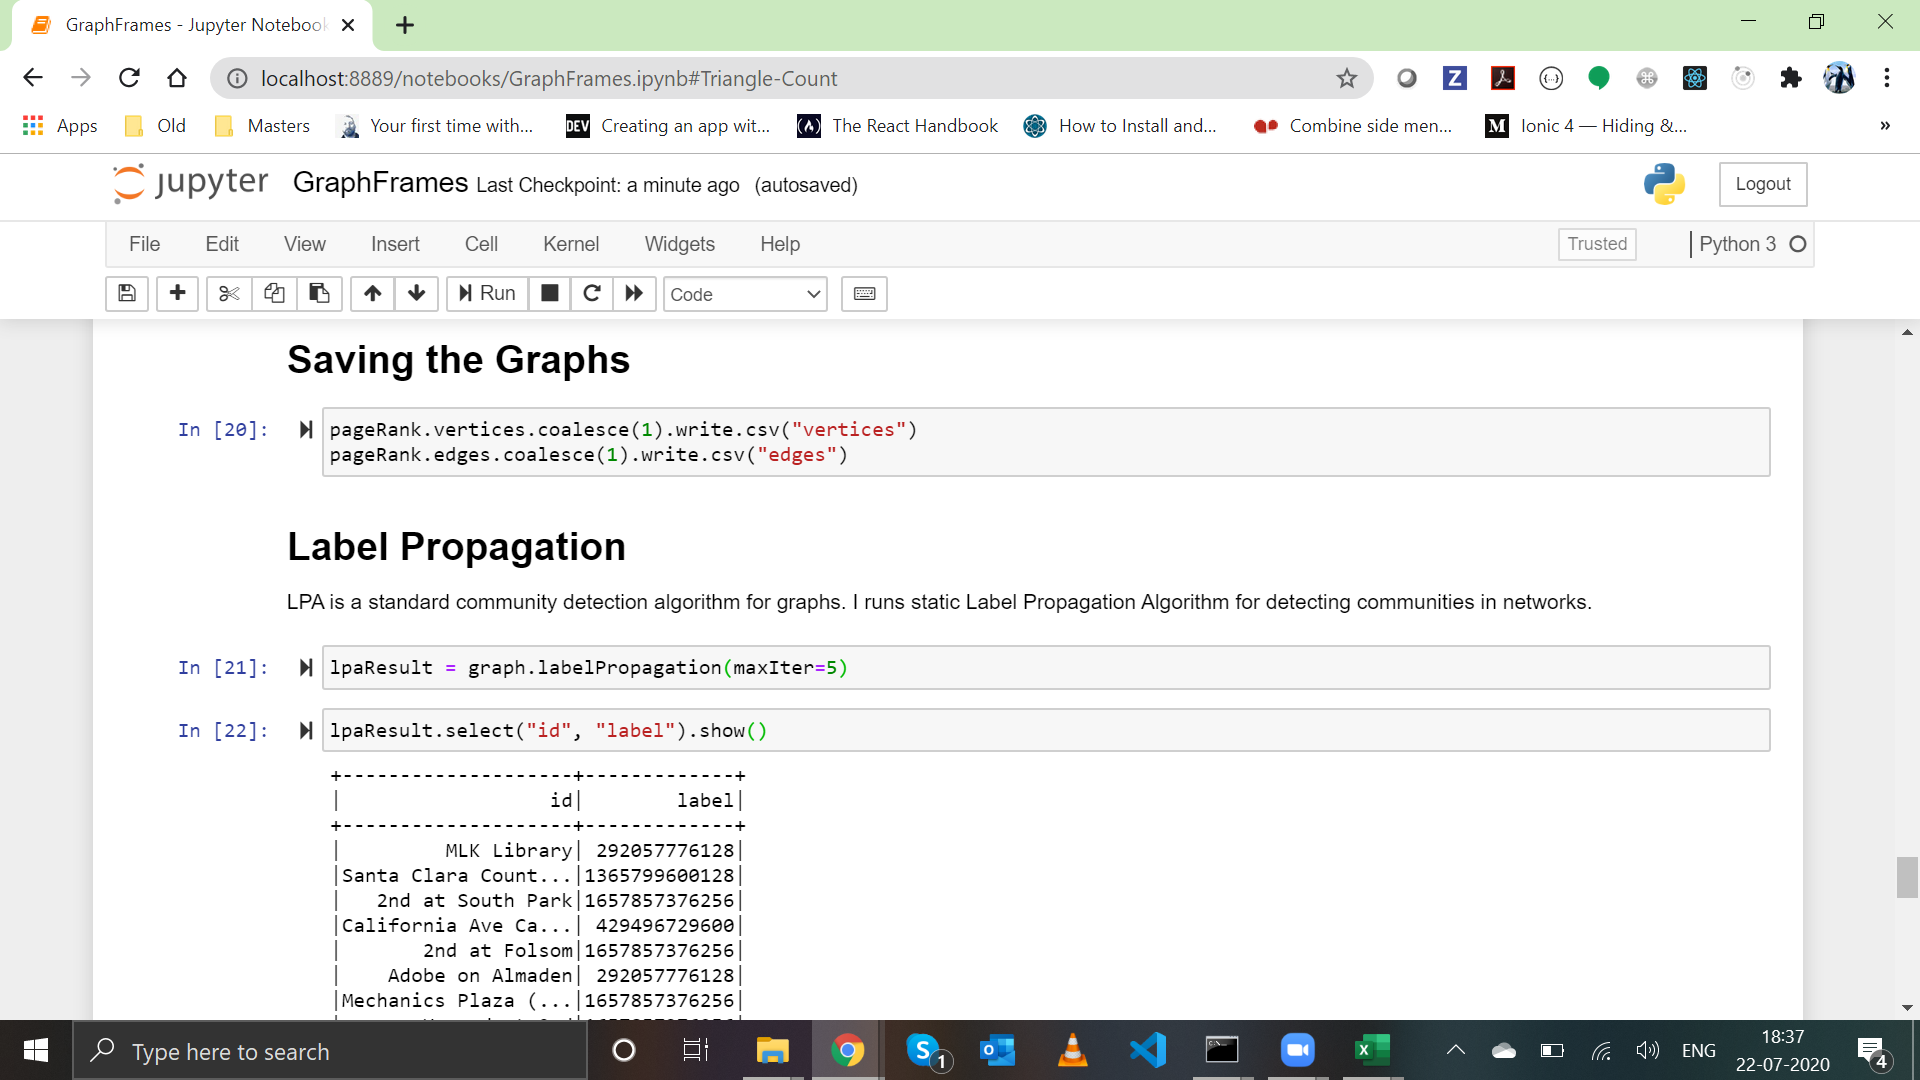 GraphFrames - Jupyter Notebook
localhost:8889/notebooks/GraphFrames.ipynb#Triangle-Count
Apps
Old
Masters
Your first time with...
DEV
Creating an app wit...
The React Handbook
How to Install and...
Combine side men...
M
Ionic 4 — Hiding &...
»
jupyter
GraphFrames Last Checkpoint: a minute ago (autosaved)
Logout
File Edit View Insert Cell Kernel Widgets Help
Trusted
Python 3
Run
Code
Saving the Graphs
In [20]:
pageRank.vertices.coalesce(1).write.csv("vertices")
pageRank.edges.coalesce(1).write.csv("edges")
Label Propagation
LPA is a standard community detection algorithm for graphs. I runs static Label Propagation Algorithm for detecting communities in networks.
In [21]:
lpaResult = graph.labelPropagation(maxIter=5)
In [22]:
lpaResult.select("id", "label").show()
+--------------------+-------------+
|                  id|        label|
+--------------------+-------------+
|         MLK Library| 292057776128|
|Santa Clara Count...|1365799600128|
|   2nd at South Park|1657857376256|
|California Ave Ca...| 429496729600|
|       2nd at Folsom|1657857376256|
|    Adobe on Almaden| 292057776128|
|Mechanics Plaza (...|1657857376256|
Type here to search
1
ENG
18:37
22-07-2020
4